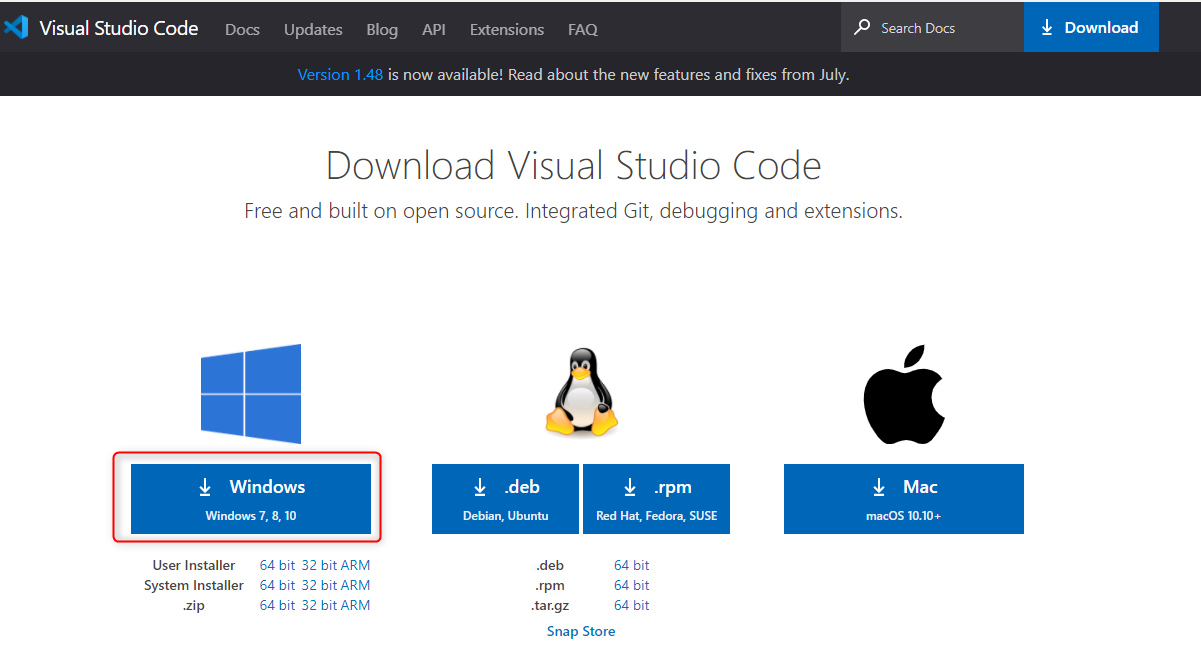 Visual Studio Code Docs Updates Blog API Extensions FAQ Search Docs Download
Version 1.48 is now available! Read about the new features and fixes from July.
Download Visual Studio Code
Free and built on open source. Integrated Git, debugging and extensions.
Windows
Windows 7, 8, 10
.deb
Debian, Ubuntu
.rpm
Red Hat, Fedora, SUSE
Mac
macOS 10.10+
User Installer 64 bit 32 bit ARM
System Installer 64 bit 32 bit ARM
.zip 64 bit 32 bit ARM
.deb 64 bit
.rpm 64 bit
.tar.gz 64 bit
Snap Store